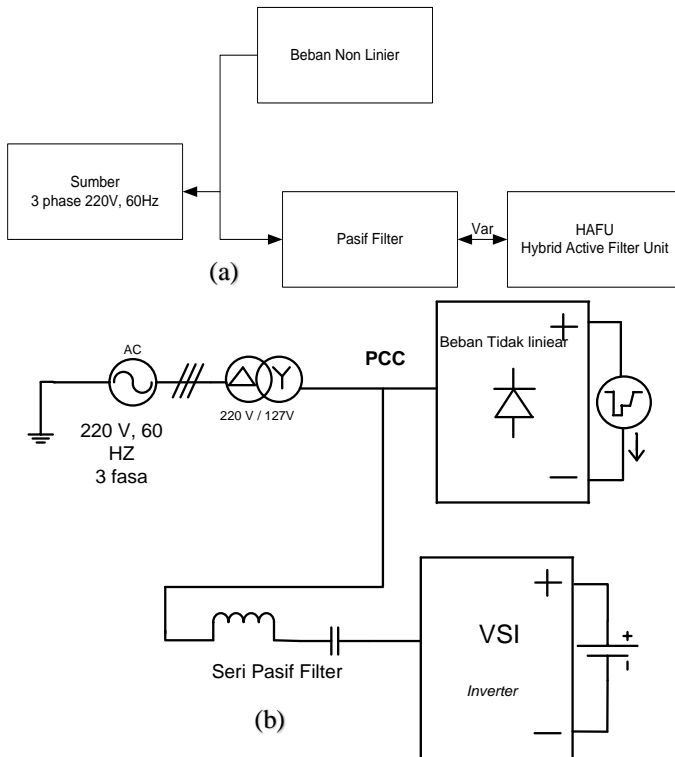 Beban Non Linier
Sumber
3 phase 220V, 60Hz
Pasif Filter
Var
HAFU
Hybrid Active Filter Unit
(a)
AC
220 V, 60
HZ
3 fasa
220 V / 127V
PCC
Beban Tidak liniear
+
−
Seri Pasif Filter
VSI
Inverter
+
−
+
-
(b)